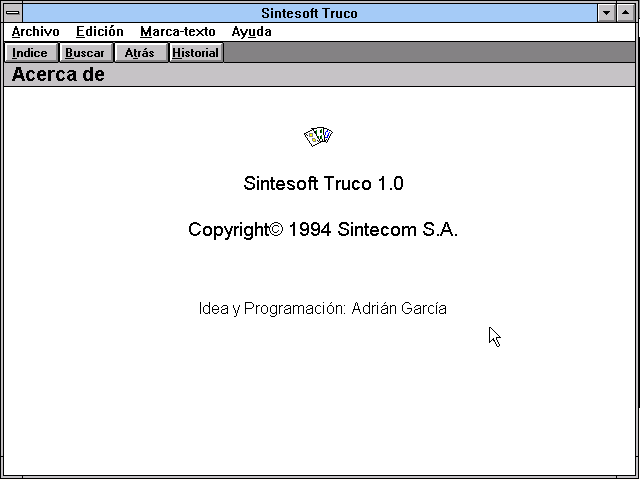 Sintesoft Truco
Archivo Edición Marca-texto Ayuda
Indice Buscar Atrás Historial
Acerca de
Sintesoft Truco 1.0
Copyright© 1994 Sintecom S.A.
Idea y Programación: Adrián García